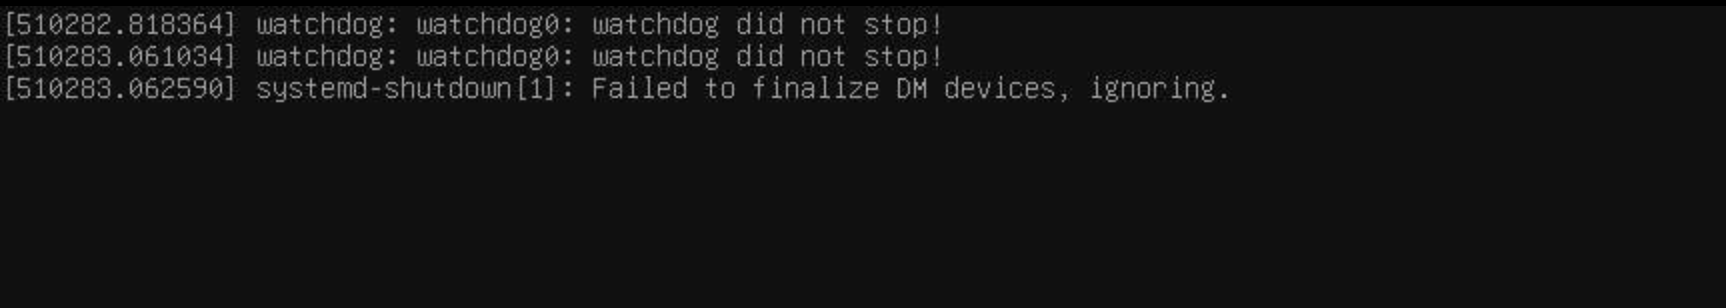 [510282.818364] watchdog: watchdog0: watchdog did not stop!
[510283.061034] watchdog: watchdog0: watchdog did not stop!
[510283.062590] systemd-shutdown[1]: Failed to finalize DM devices, ignoring.